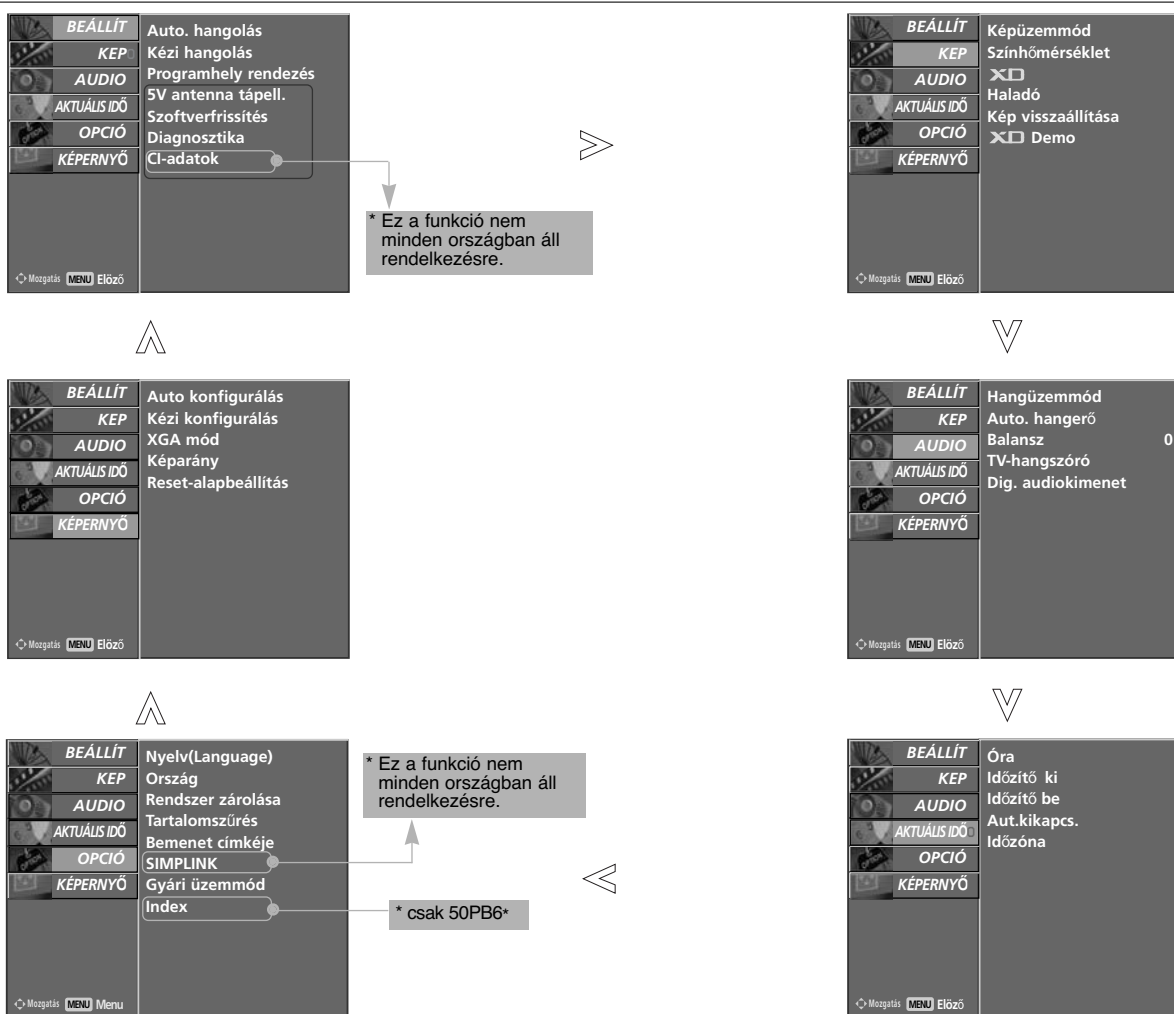 BEÁLLÍT
KEP
AUDIO
AKTUÁLIS IDŐ
OPCIÓ
KÉPERNYŐ
Auto. hangolás
Kézi hangolás
Programhely rendezés
5V antenna tápell.
Szoftverfrissítés
Diagnosztika
CI-adatok
Mozgatás MENU Előző
* Ez a funkció nem
minden országban áll
rendelkezésre.
BEÁLLÍT
KEP
AUDIO
AKTUÁLIS IDŐ
OPCIÓ
KÉPERNYŐ
Képüzemmód
Színhőmérséklet
XD
Haladó
Kép visszaállítása
XD Demo
Mozgatás MENU Előző
BEÁLLÍT
KEP
AUDIO
AKTUÁLIS IDŐ
OPCIÓ
KÉPERNYŐ
Auto konfigurálás
Kézi konfigurálás
XGA mód
Képarány
Reset-alapbeállítás
Mozgatás MENU Előző
BEÁLLÍT
KEP
AUDIO
AKTUÁLIS IDŐ
OPCIÓ
KÉPERNYŐ
Hangüzemmód
Auto. hangerő
Balansz 0
TV-hangszóró
Dig. audiokimenet
Mozgatás MENU Előző
BEÁLLÍT
KEP
AUDIO
AKTUÁLIS IDŐ
OPCIÓ
KÉPERNYŐ
Nyelv(Language)
Ország
Rendszer zárolása
Tartalomszűrés
Bemenet címkéje
SIMPLINK
Gyári üzemmód
Index
Mozgatás MENU Menu
* Ez a funkció nem
minden országban áll
rendelkezésre.
* csak 50PB6*
BEÁLLÍT
KEP
AUDIO
AKTUÁLIS IDŐ
OPCIÓ
KÉPERNYŐ
Óra
Időzítő ki
Időzítő be
Aut.kikapcs.
Időzóna
Mozgatás MENU Előző